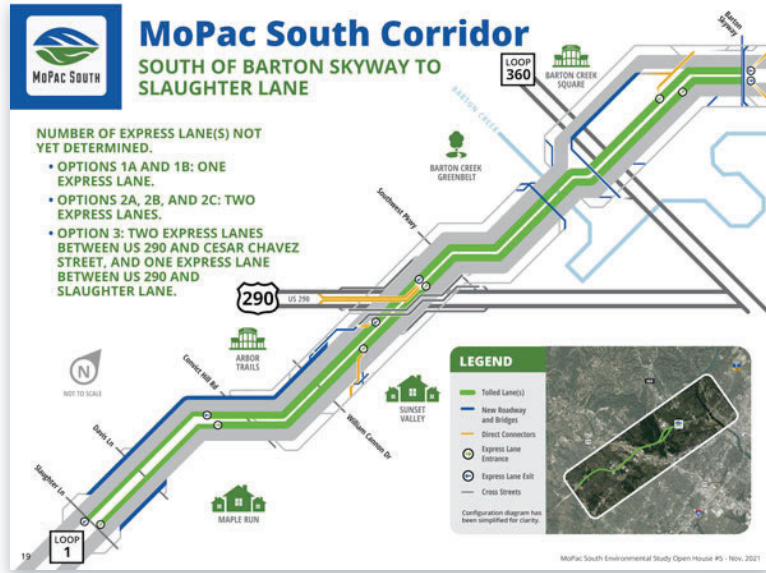 MoPac South
MoPac South Corridor
SOUTH OF BARTON SKYWAY TO
SLAUGHTER LANE
NUMBER OF EXPRESS LANE(S) NOT
YET DETERMINED.
• OPTIONS 1A AND 1B: ONE
EXPRESS LANE.
• OPTIONS 2A, 2B, AND 2C: TWO
EXPRESS LANES.
• OPTION 3: TWO EXPRESS LANES
BETWEEN US 290 AND CESAR CHAVEZ
STREET, AND ONE EXPRESS LANE
BETWEEN US 290 AND
SLAUGHTER LANE.
Barton
Skyway
LOOP
360
BARTON CREEK
SQUARE
BARTON CREEK
BARTON CREEK
GREENBELT
Southwest Pkwy
290
US 290
ARBOR
TRAILS
N
NOT TO SCALE
Convict Hill Rd
SUNSET
VALLEY
William Cannon Dr
Davis Ln
MAPLE RUN
Slaughter Ln
LOOP
1
LEGEND
Tolled Lane(s)
New Roadway
and Bridges
Direct Connectors
Express Lane
Entrance
Express Lane Exit
Cross Streets
Configuration diagram has
been simplified for clarity.
19
MoPac South Environmental Study Open House #5 - Nov. 2021